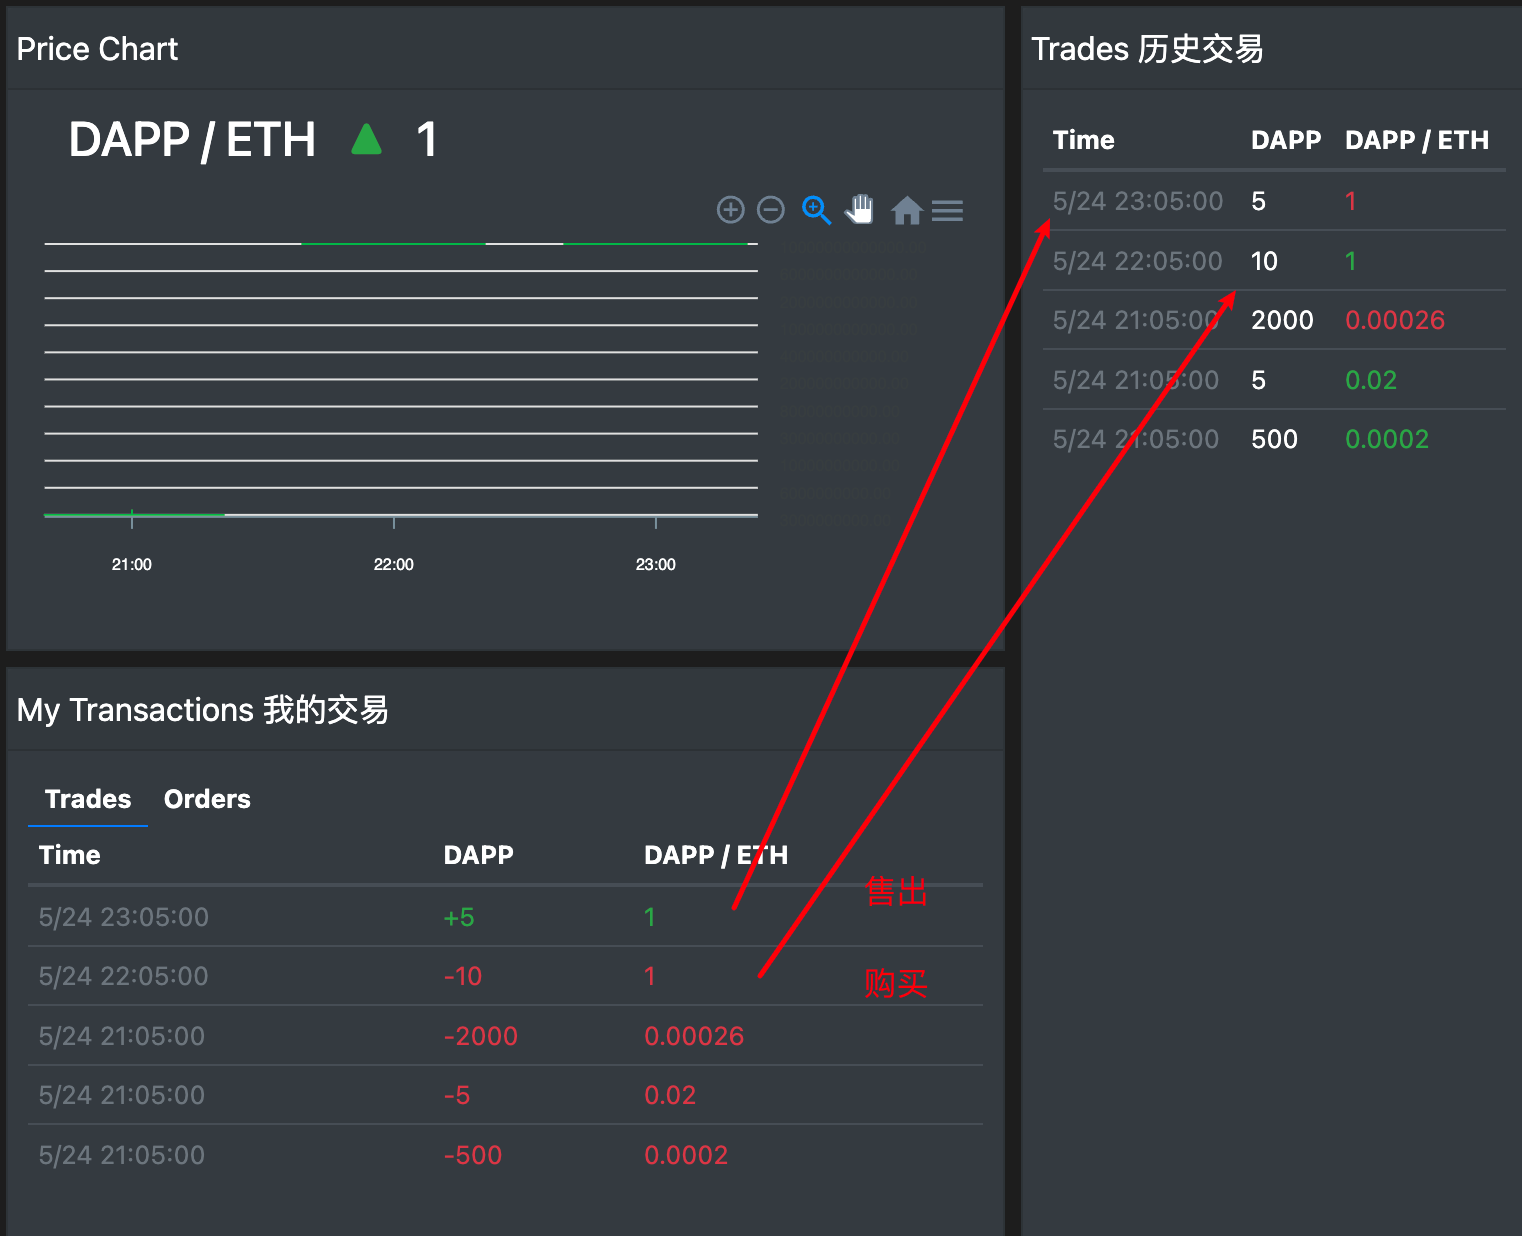 Price Chart
DAPP / ETH ▲ 1
21:00 22:00 23:00
Trades 历史交易
Time DAPP DAPP / ETH
5/24 23:05:00 5 1
5/24 22:05:00 10 1
5/24 21:05:00 2000 0.00026
5/24 21:05:00 5 0.02
5/24 21:05:00 500 0.0002
My Transactions 我的交易
Trades Orders
Time DAPP DAPP / ETH
5/24 23:05:00 +5 1 售出
5/24 22:05:00 -10 1 购买
5/24 21:05:00 -2000 0.00026
5/24 21:05:00 -5 0.02
5/24 21:05:00 -500 0.0002